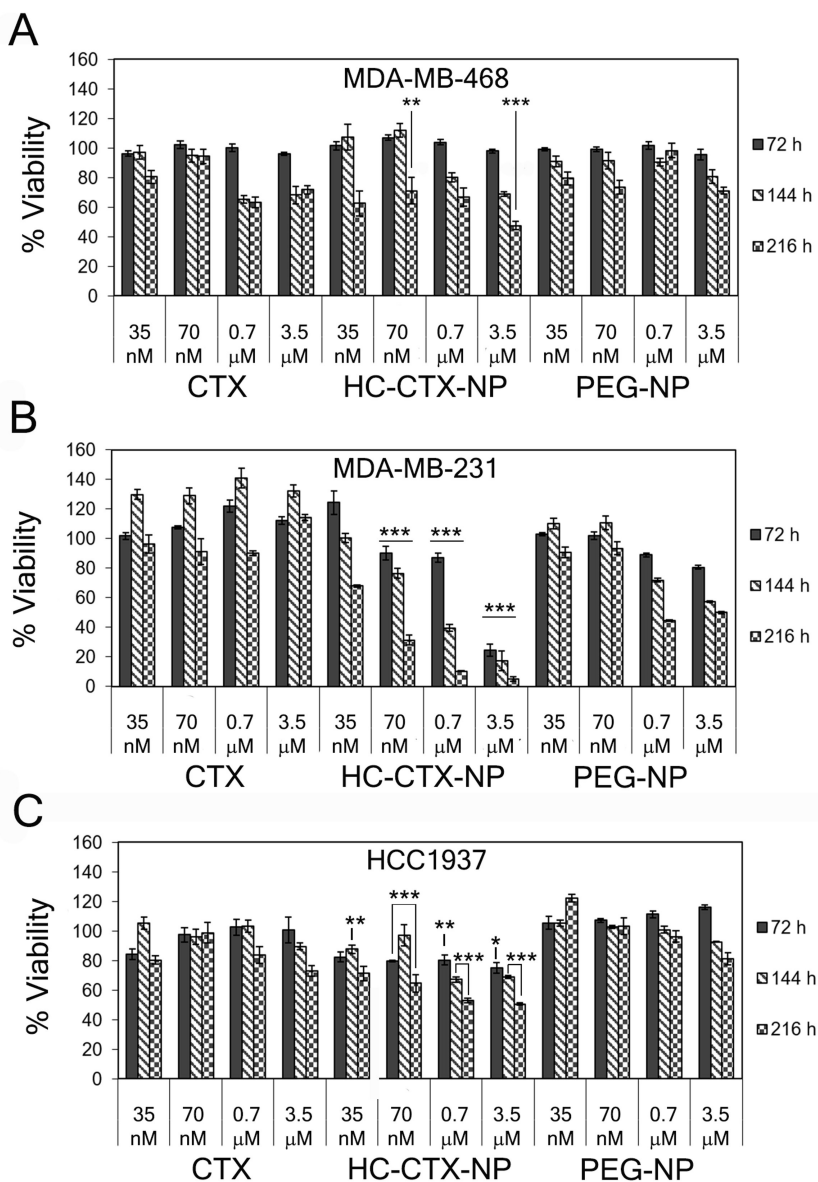 A
MDA-MB-468
160
140
120
100
80
60
40
20
0
% Viability
** ***
72 h
144 h
216 h
35 70 0.7 3.5 35 70 0.7 3.5 35 70 0.7 3.5
nM nM μM μM nM nM μM μM nM nM μM μM
CTX HC-CTX-NP PEG-NP
B
MDA-MB-231
160
140
120
100
80
60
40
20
0
% Viability
*** *** ***
72 h
144 h
216 h
35 70 0.7 3.5 35 70 0.7 3.5 35 70 0.7 3.5
nM nM μM μM nM nM μM μM nM nM μM μM
CTX HC-CTX-NP PEG-NP
C
HCC1937
160
140
120
100
80
60
40
20
0
% Viability
** *** ** *** * ***
72 h
144 h
216 h
35 70 0.7 3.5 35 70 0.7 3.5 35 70 0.7 3.5
nM nM μM μM nM nM μM μM nM nM μM μM
CTX HC-CTX-NP PEG-NP